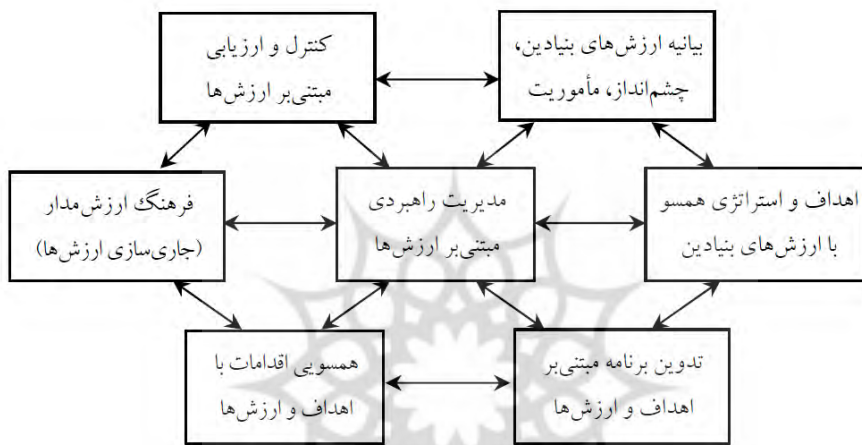 بیانیه ارزش‌های بنیادین،
چشم‌انداز، مأموریت
کنترل و ارزیابی
مبتنی‌بر ارزش‌ها
اهداف و استراتژی همسو
با ارزش‌های بنیادین
مدیریت راهبردی
مبتنی‌بر ارزش‌ها
فرهنگ ارزش‌مدار
(جاری‌سازی ارزش‌ها)
تدوین برنامه مبتنی‌بر
اهداف و ارزش‌ها
همسویی اقدامات با
اهداف و ارزش‌ها